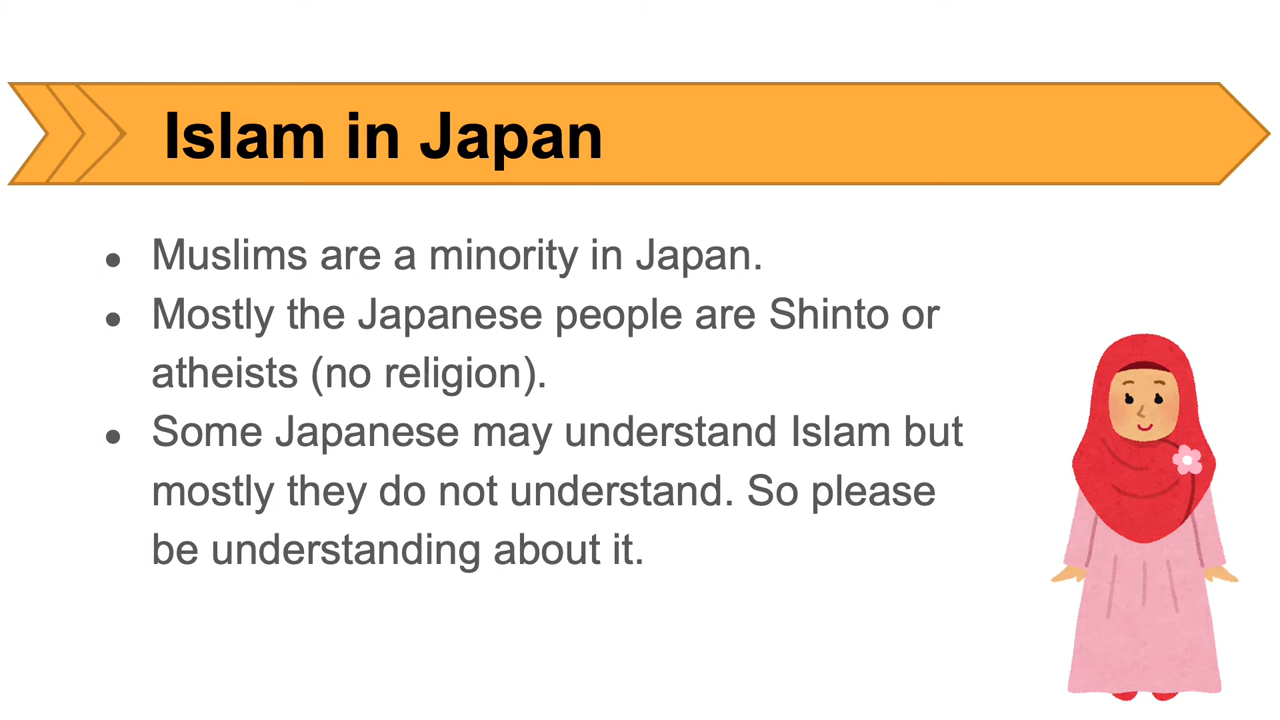 Islam in Japan
● Muslims are a minority in Japan.
● Mostly the Japanese people are Shinto or
atheists (no religion).
● Some Japanese may understand Islam but
mostly they do not understand. So please
be understanding about it.